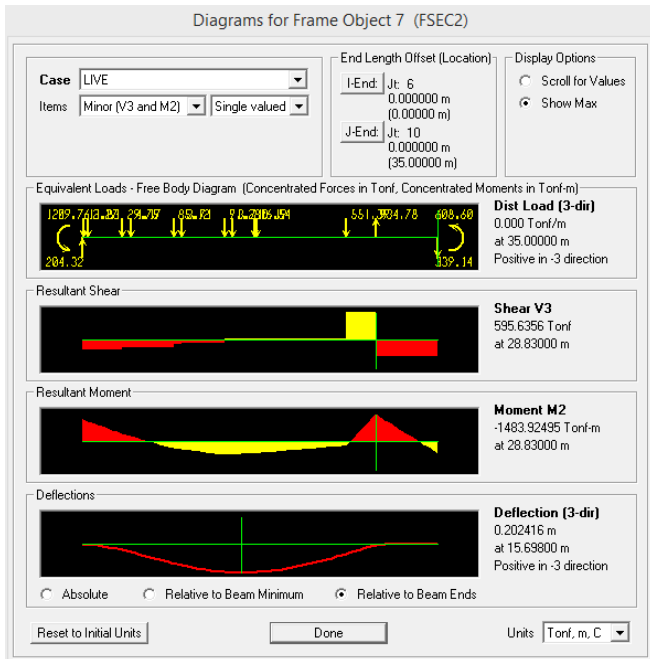 Diagrams for Frame Object 7 (FSEC2)
Case LIVE
Items Minor (V3 and M2) Single valued
End Length Offset (Location)
I-End: Jt: 6
0.000000 m
(0.00000 m)
J-End: Jt: 10
0.000000 m
(35.00000 m)
Display Options
Scroll for Values
Show Max
Equivalent Loads - Free Body Diagram (Concentrated Forces in Tonf, Concentrated Moments in Tonf-m)
608.60
204.32
339.14
Dist Load (3-dir)
0.000 Tonf/m
at 35.00000 m
Positive in -3 direction
Resultant Shear
Shear V3
595.6356 Tonf
at 28.83000 m
Resultant Moment
Moment M2
-1483.92495 Tonf-m
at 28.83000 m
Deflections
Deflection (3-dir)
0.202416 m
at 15.69800 m
Positive in -3 direction
Absolute Relative to Beam Minimum Relative to Beam Ends
Reset to Initial Units Done Units Tonf, m, C